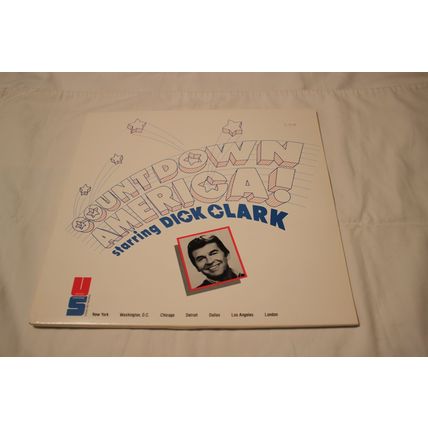 COUNTDOWN
AMERICA!
starring DICK CLARK
US
New York Washington, D.C. Chicago Detroit Dallas Los Angeles London